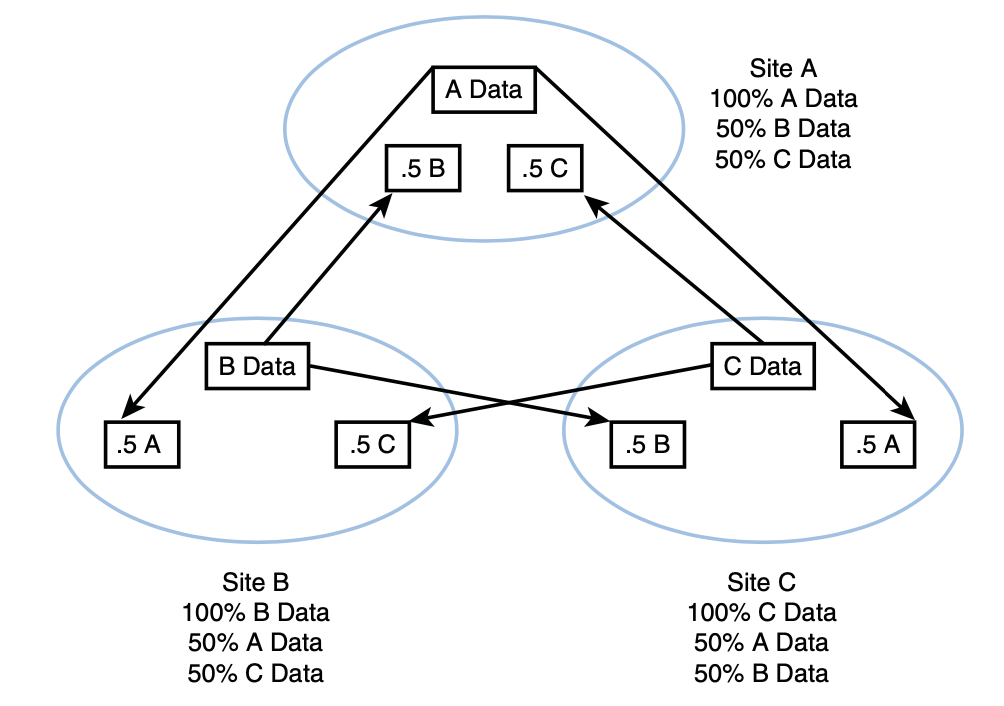 A Data
.5 B
.5 C
Site A
100% A Data
50% B Data
50% C Data
B Data
.5 A
.5 C
C Data
.5 B
.5 A
Site B
100% B Data
50% A Data
50% C Data
Site C
100% C Data
50% A Data
50% B Data